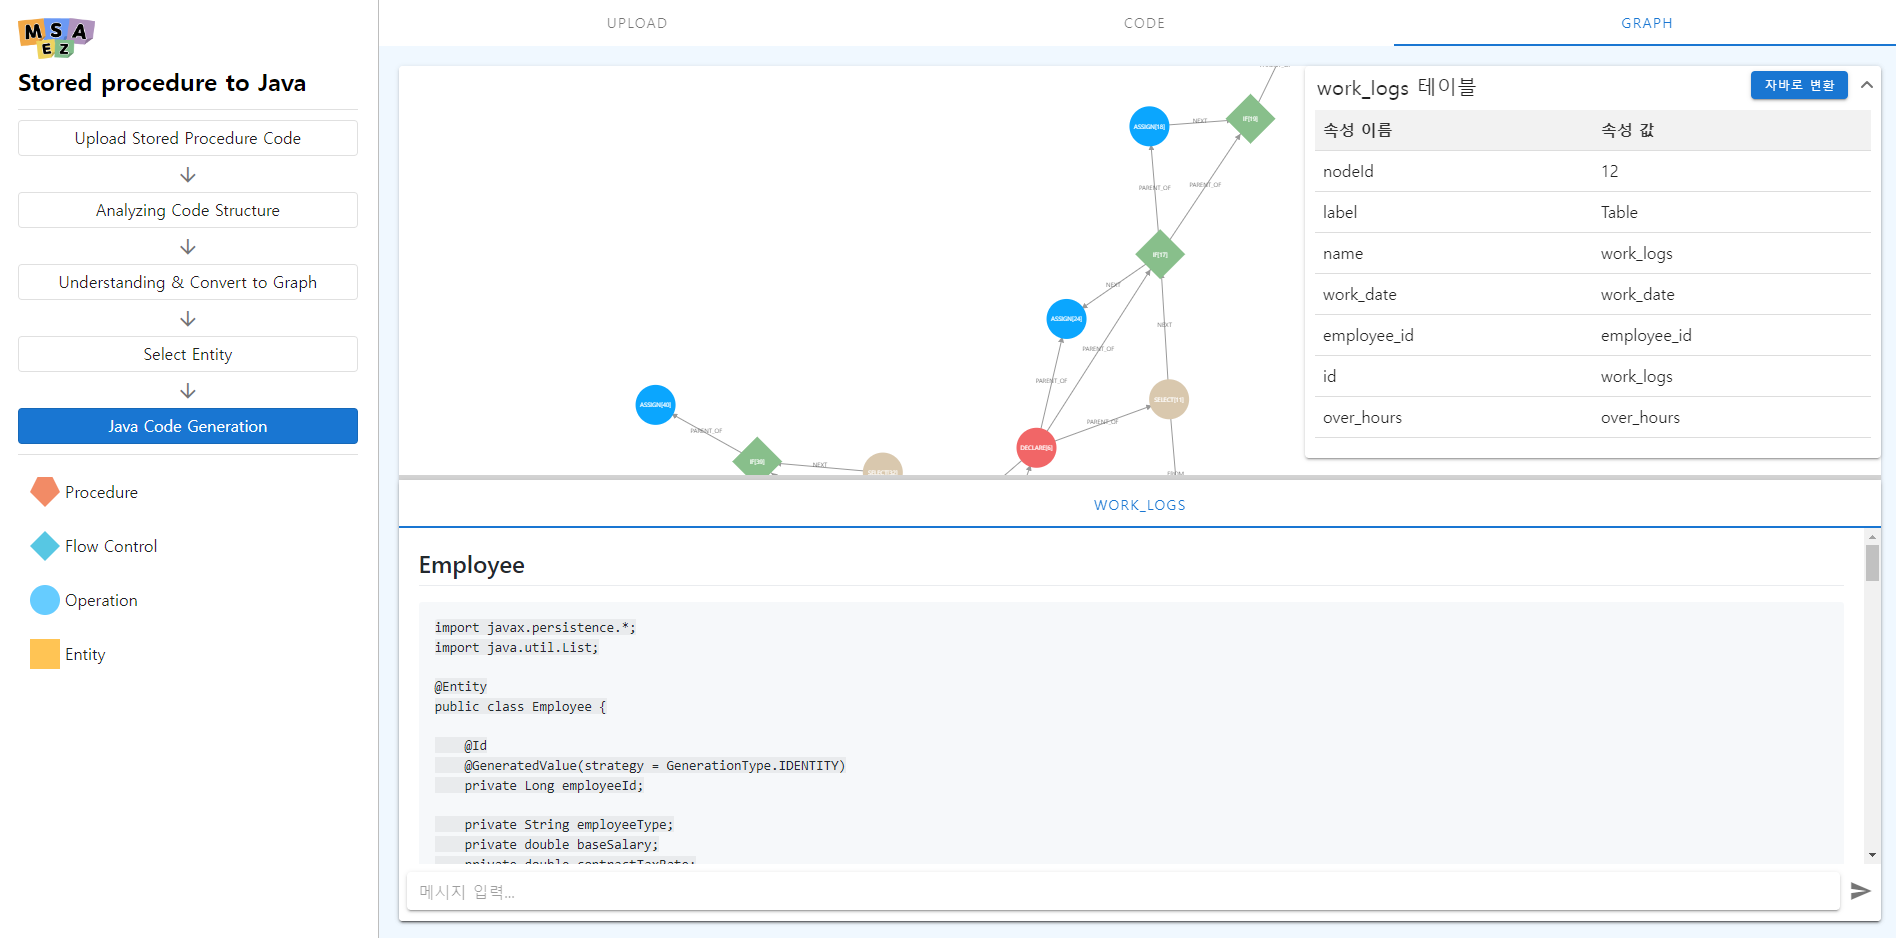 MSA
EZ
Stored procedure to Java
Upload Stored Procedure Code
Analyzing Code Structure
Understanding & Convert to Graph
Select Entity
Java Code Generation
Procedure
Flow Control
Operation
Entity
UPLOAD
CODE
GRAPH
ASSIGN[18]
NEXT
IF[19]
PARENT_OF
PARENT_OF
IF[17]
NEXT
ASSIGN[24]
NEXT
PARENT_OF
PARENT_OF
SELECT[11]
PARENT_OF
DECLARE[6]
FROM
ASSIGN[40]
PARENT_OF
IF[38]
NEXT
SELECT[32]
work_logs 테이블
자바로 변환
속성 이름 속성 값
nodeId 12
label Table
name work_logs
work_date work_date
employee_id employee_id
id work_logs
over_hours over_hours
WORK_LOGS
Employee
import javax.persistence.*;
import java.util.List;
@Entity
public class Employee {
@Id
@GeneratedValue(strategy = GenerationType.IDENTITY)
private Long employeeId;
private String employeeType;
private double baseSalary;
private double contractTaxRate;
메시지 입력...